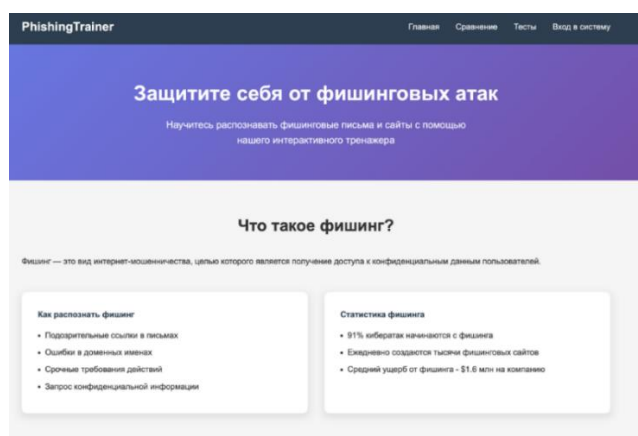 PhishingTrainer
Главная Сравнение Тесты Вход в систему
Защитите себя от фишинговых атак
Научитесь распознавать фишинговые письма и сайты с помощью
нашего интерактивного тренажера
Что такое фишинг?
Фишинг — это вид интернет-мошенничества, целью которого является получение доступа к конфиденциальным данным пользователей.
Как распознать фишинг
• Подозрительные ссылки в письмах
• Ошибки в доменных именах
• Срочные требования действий
• Запрос конфиденциальной информации
Статистика фишинга
• 91% кибератак начинаются с фишинга
• Ежедневно создаются тысячи фишинговых сайтов
• Средний ущерб от фишинга - $1.6 млн на компанию